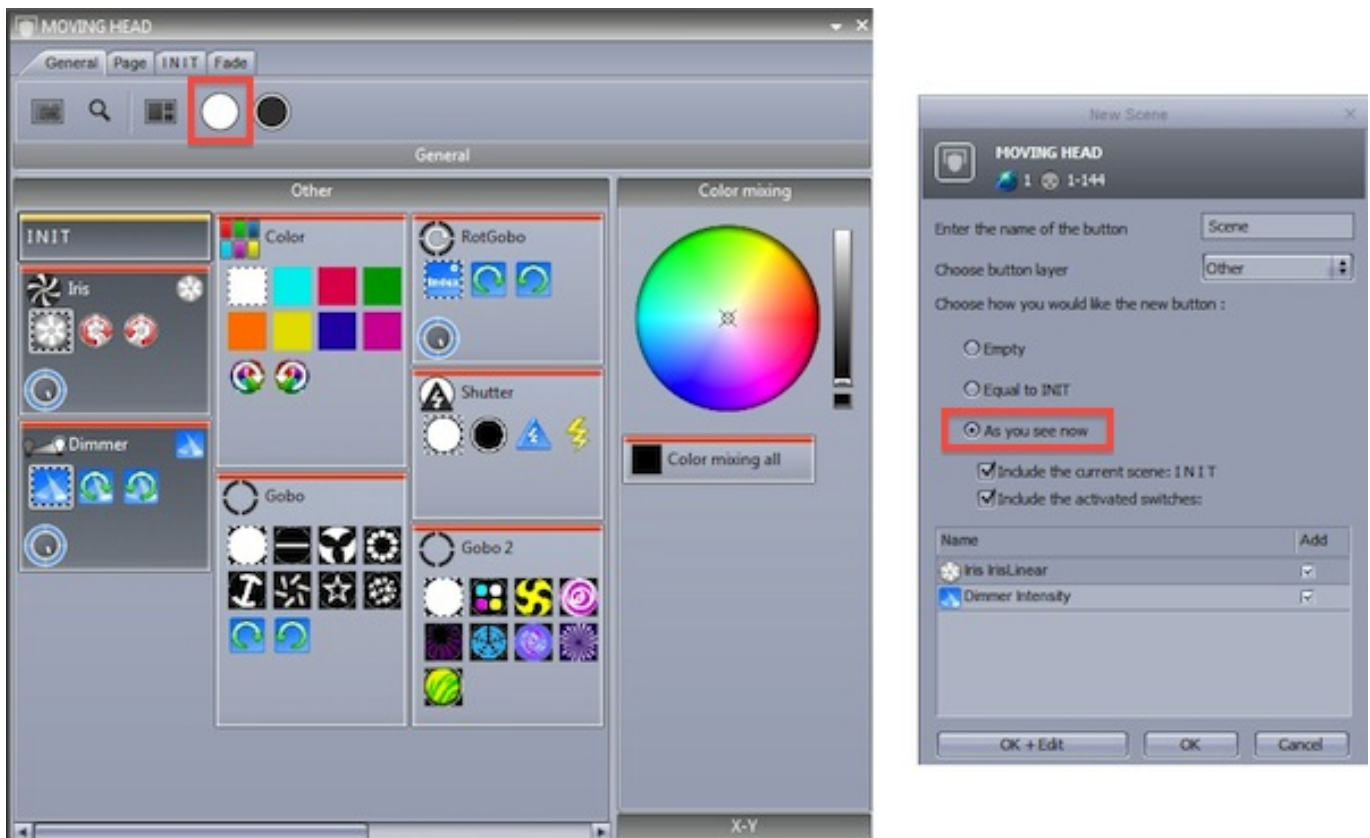 MOVING HEAD
General Page INIT Fade
General
Other
Color mixing
INIT
Color
RotGobo
Iris
Index
Shutter
Dimmer
Color mixing all
Gobo
Gobo 2
X-Y
New Scene
MOVING HEAD
1 1-144
Enter the name of the button Scene
Choose button layer Other
Choose how you would like the new button :
Empty
Equal to INIT
As you see now
Include the current scene: I N I T
Include the activated switches:
Name Add
Iris IrisLinear
Dimmer Intensity
OK + Edit OK Cancel